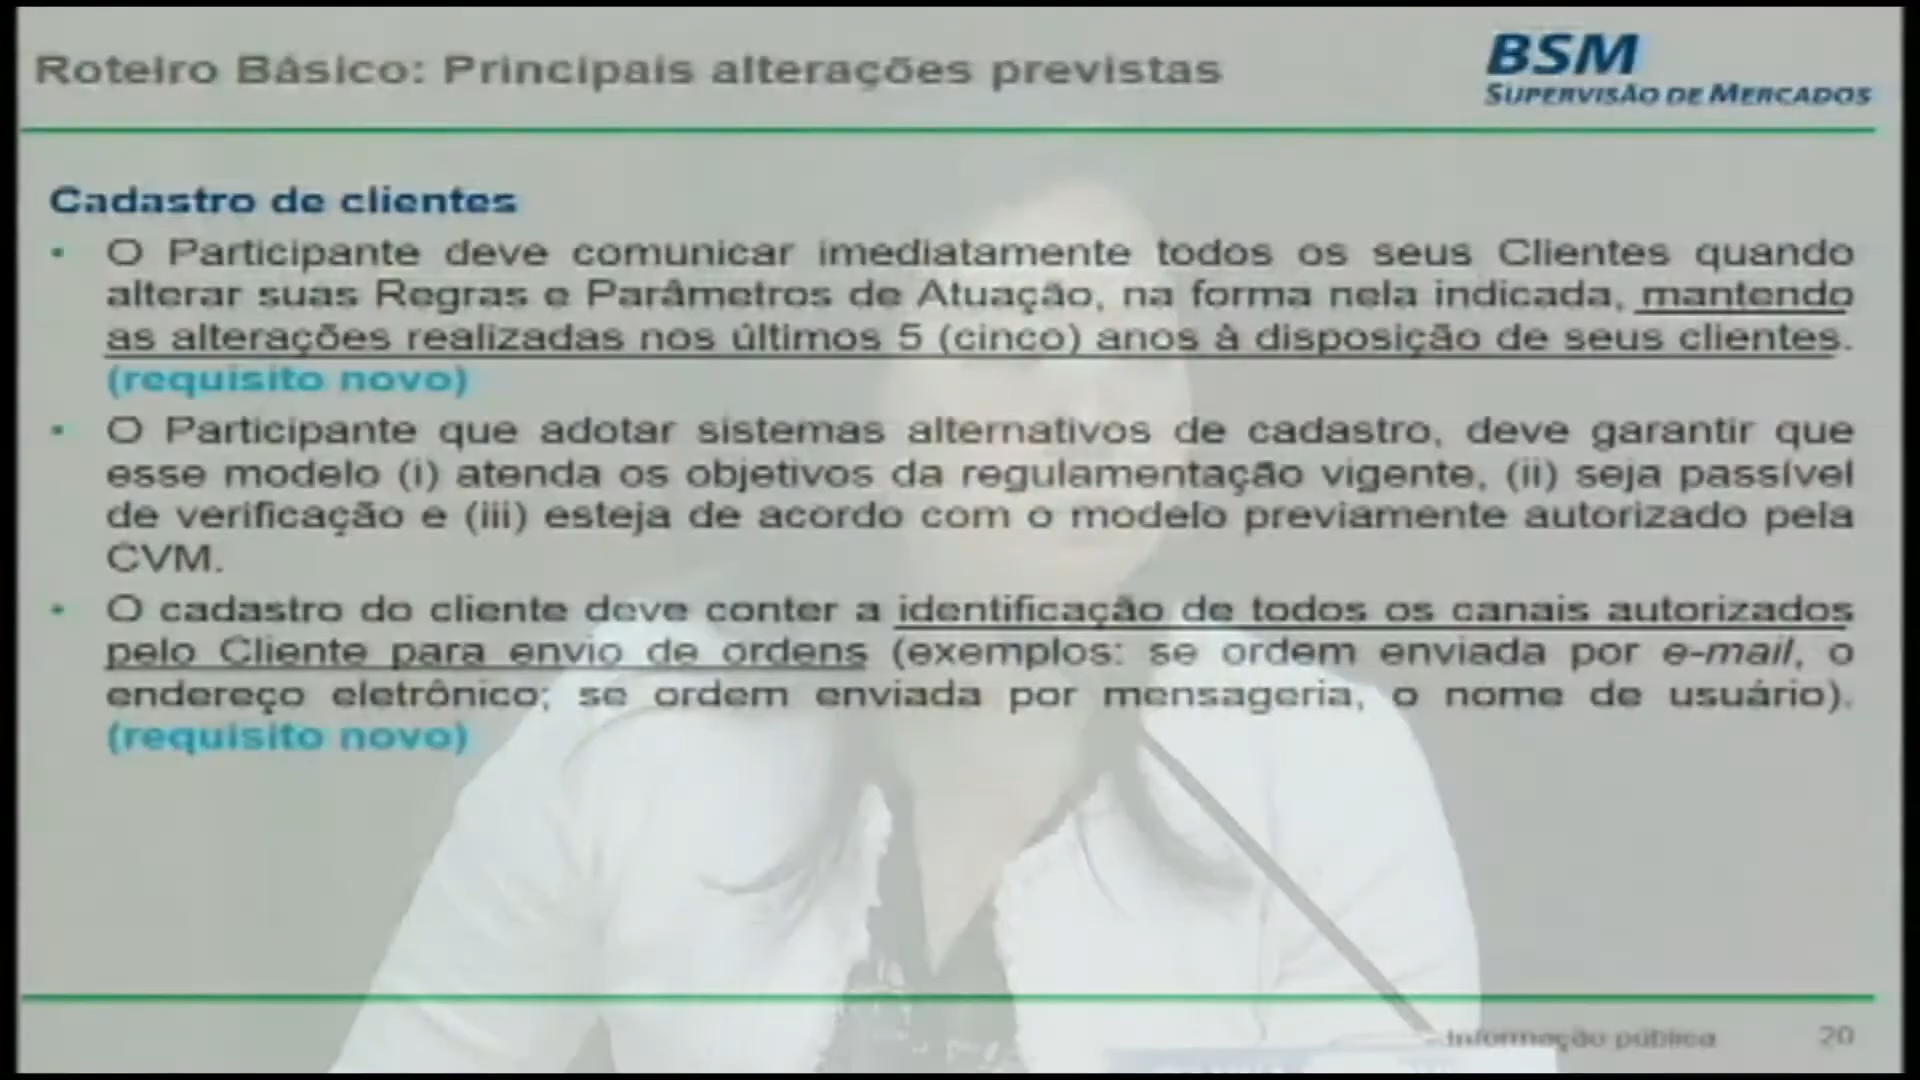 Roteiro Básico: Principais alterações previstas
BSM
SUPERVISÃO DE MERCADOS
Cadastro de clientes
• O Participante deve comunicar imediatamente todos os seus Clientes quando
alterar suas Regras e Parâmetros de Atuação, na forma nela indicada, mantendo
as alterações realizadas nos últimos 5 (cinco) anos à disposição de seus clientes.
(requisito novo)
• O Participante que adotar sistemas alternativos de cadastro, deve garantir que
esse modelo (i) atenda os objetivos da regulamentação vigente, (ii) seja passível
de verificação e (iii) esteja de acordo com o modelo previamente autorizado pela
CVM.
• O cadastro do cliente deve conter a identificação de todos os canais autorizados
pelo Cliente para envio de ordens (exemplos: se ordem enviada por e-mail, o
endereço eletrônico; se ordem enviada por mensageria, o nome de usuário).
(requisito novo)
Informação pública 20